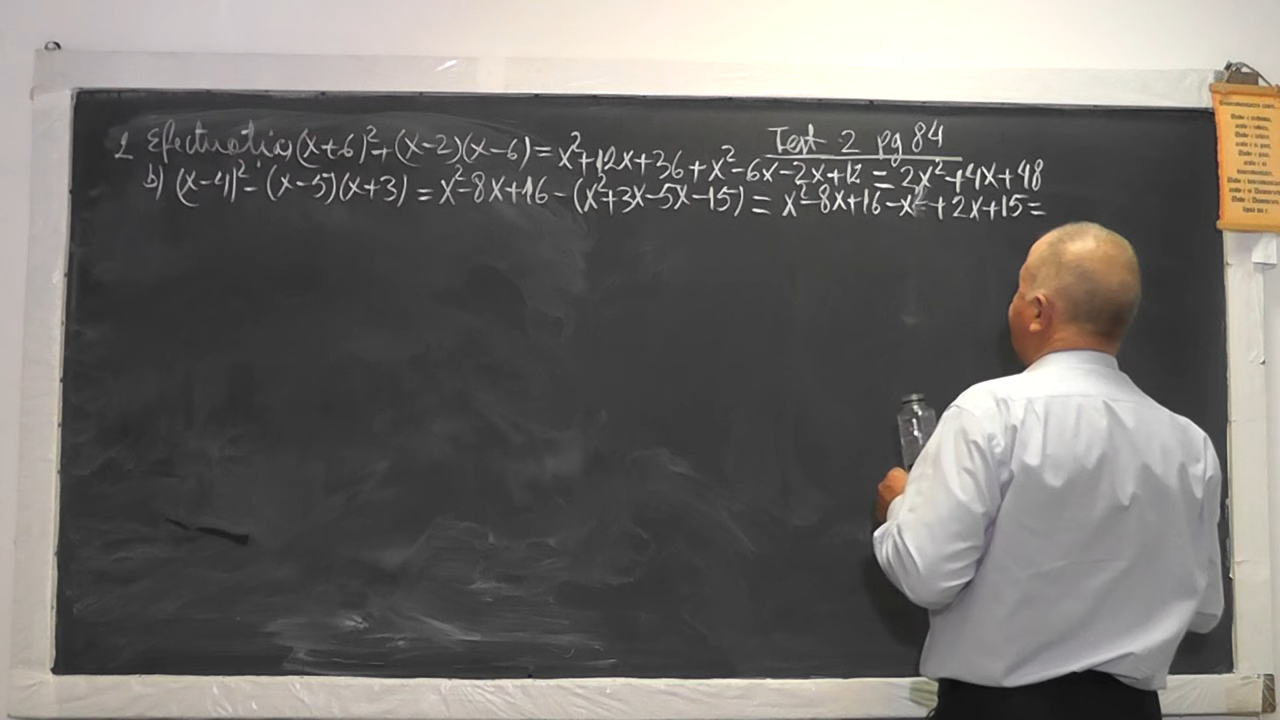 Test 2 pg 84
2 Efectuati a) (x+6)²+(x-2)(x-6)=x²+12x+36+x²-6x-2x+12=2x²+4x+48
b) (x-4)²-(x-5)(x+3)=x²-8x+16-(x²+3x-5x-15)=x²-8x+16-x²+2x+15=